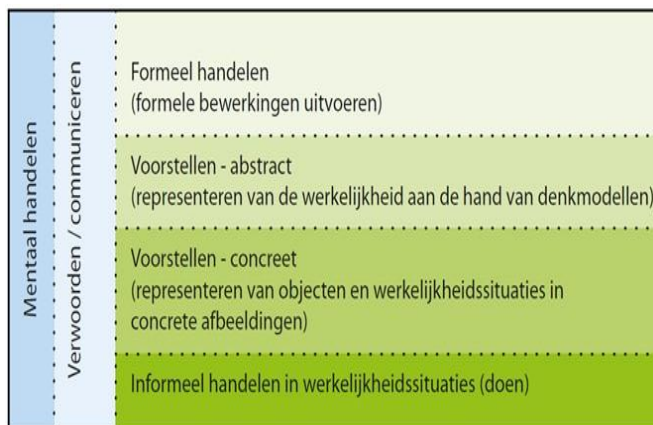 Mentaal handelen
Verwoorden / communiceren
Formeel handelen
(formele bewerkingen uitvoeren)
Voorstellen - abstract
(representeren van de werkelijkheid aan de hand van denkmodellen)
Voorstellen - concreet
(representeren van objecten en werkelijkheidssituaties in
concrete afbeeldingen)
Informeel handelen in werkelijkheidssituaties (doen)